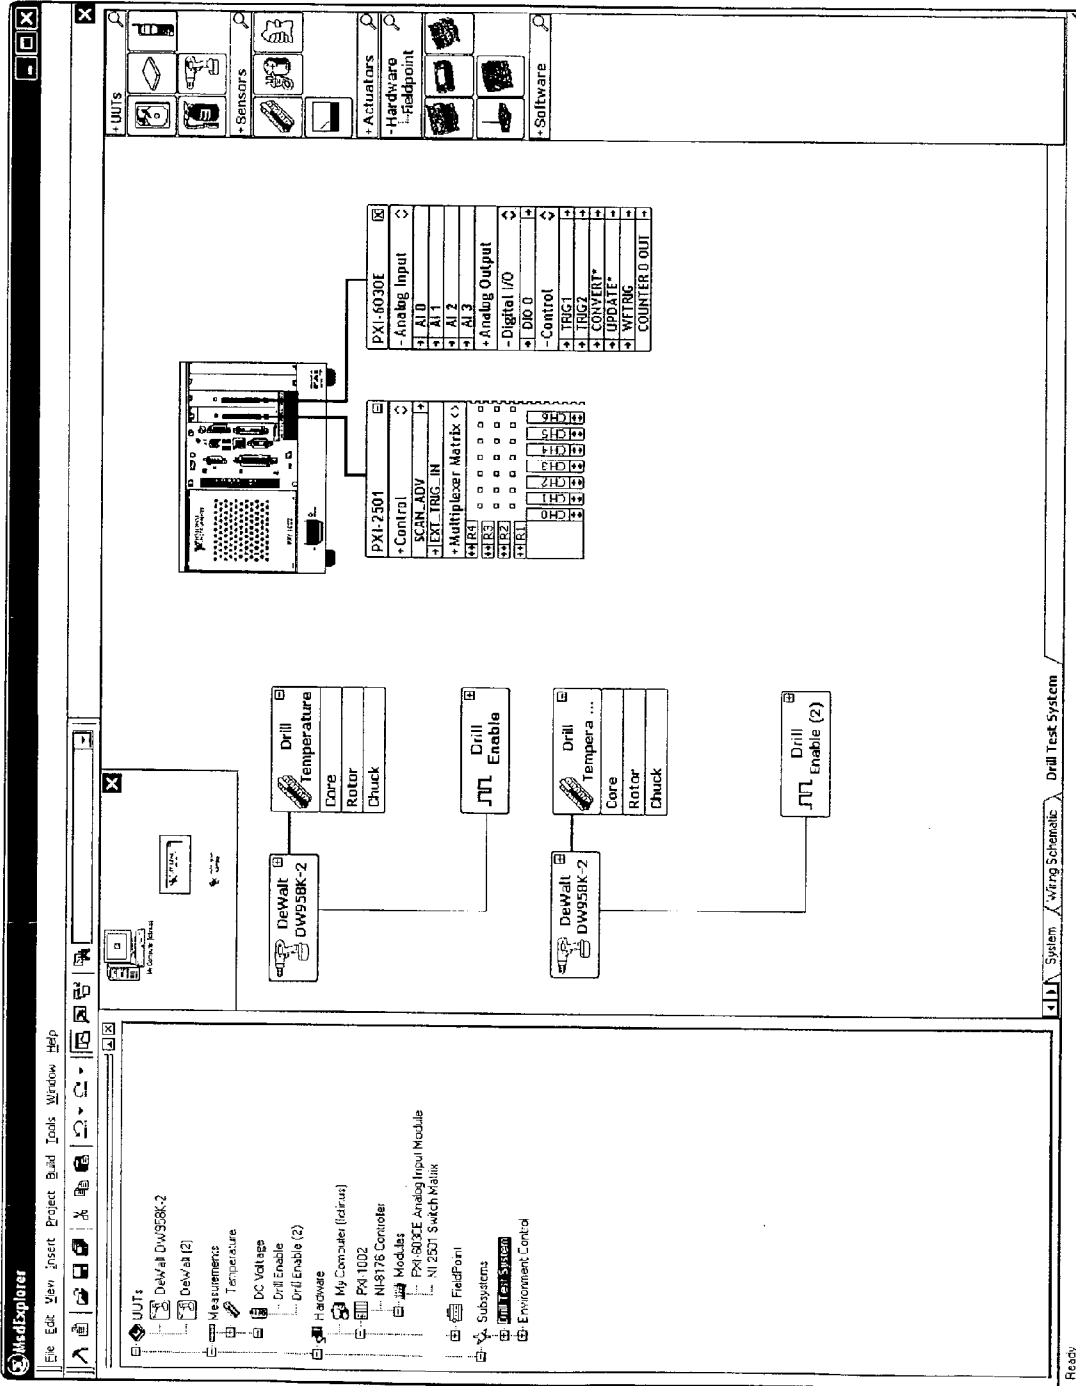 MsdExplorer
File Edit View Insert Project Build Tools Window Help
UUTs
DeWalt DW958K-2
DeWalt (2)
Measurements
Temperature
DC Voltage
Drill Enable
Drill Enable (2)
Hardware
My Computer
PXI-1002
NI-8176 Controller
Modules
PXI-6030E Analog Input Module
NI 2501 Switch Matrix
FieldPoint
Subsystems
Drill Test System
Environment Control
DeWalt
DW958K-2
Drill
Temperature
Core
Rotor
Chuck
Drill
Enable
DeWalt
DW958K-2
Drill
Tempera ...
Core
Rotor
Chuck
Drill
Enable (2)
PXI-2501
+Control
SCAN_ADV
EXT_TRIG_IN
+Multiplexer Matrix
R4
R3
R2
R1
CH0 CH1 CH2 CH3 CH4 CH5 CH6
PXI-6030E
-Analog Input
AI 0
AI 1
AI 2
AI 3
+Analog Output
-Digital I/O
DIO 0
-Control
TRIG1
TRIG2
CONVERT*
UPDATE*
WFTRIG
COUNTER 0 OUT
+UUTs
+Sensors
+Actuators
-Hardware
Fieldpoint
+Software
System Wiring Schematic Drill Test System
Ready